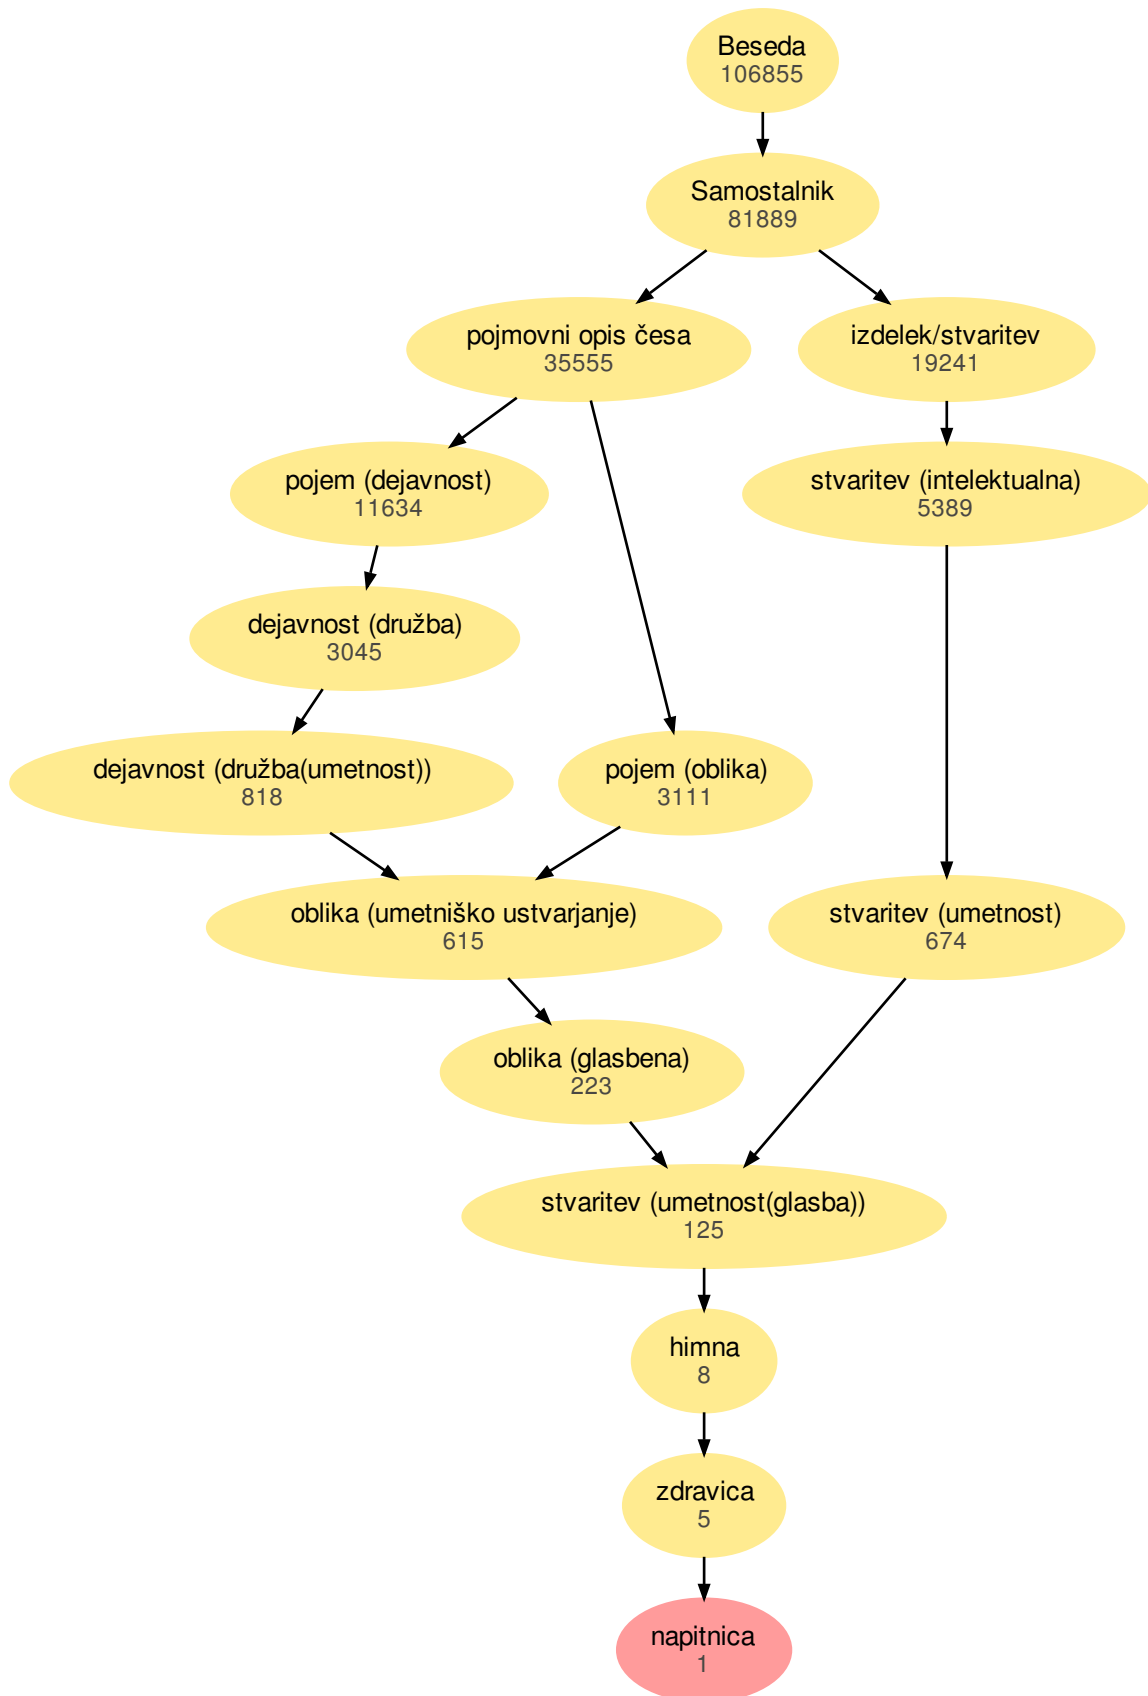 Beseda
106855
Samostalnik
81889
pojmovni opis česa
35555
izdelek/stvaritev
19241
pojem (dejavnost)
11634
stvaritev (intelektualna)
5389
dejavnost (družba)
3045
dejavnost (družba(umetnost))
818
pojem (oblika)
3111
oblika (umetniško ustvarjanje)
615
stvaritev (umetnost)
674
oblika (glasbena)
223
stvaritev (umetnost(glasba))
125
himna
8
zdravica
5
napitnica
1